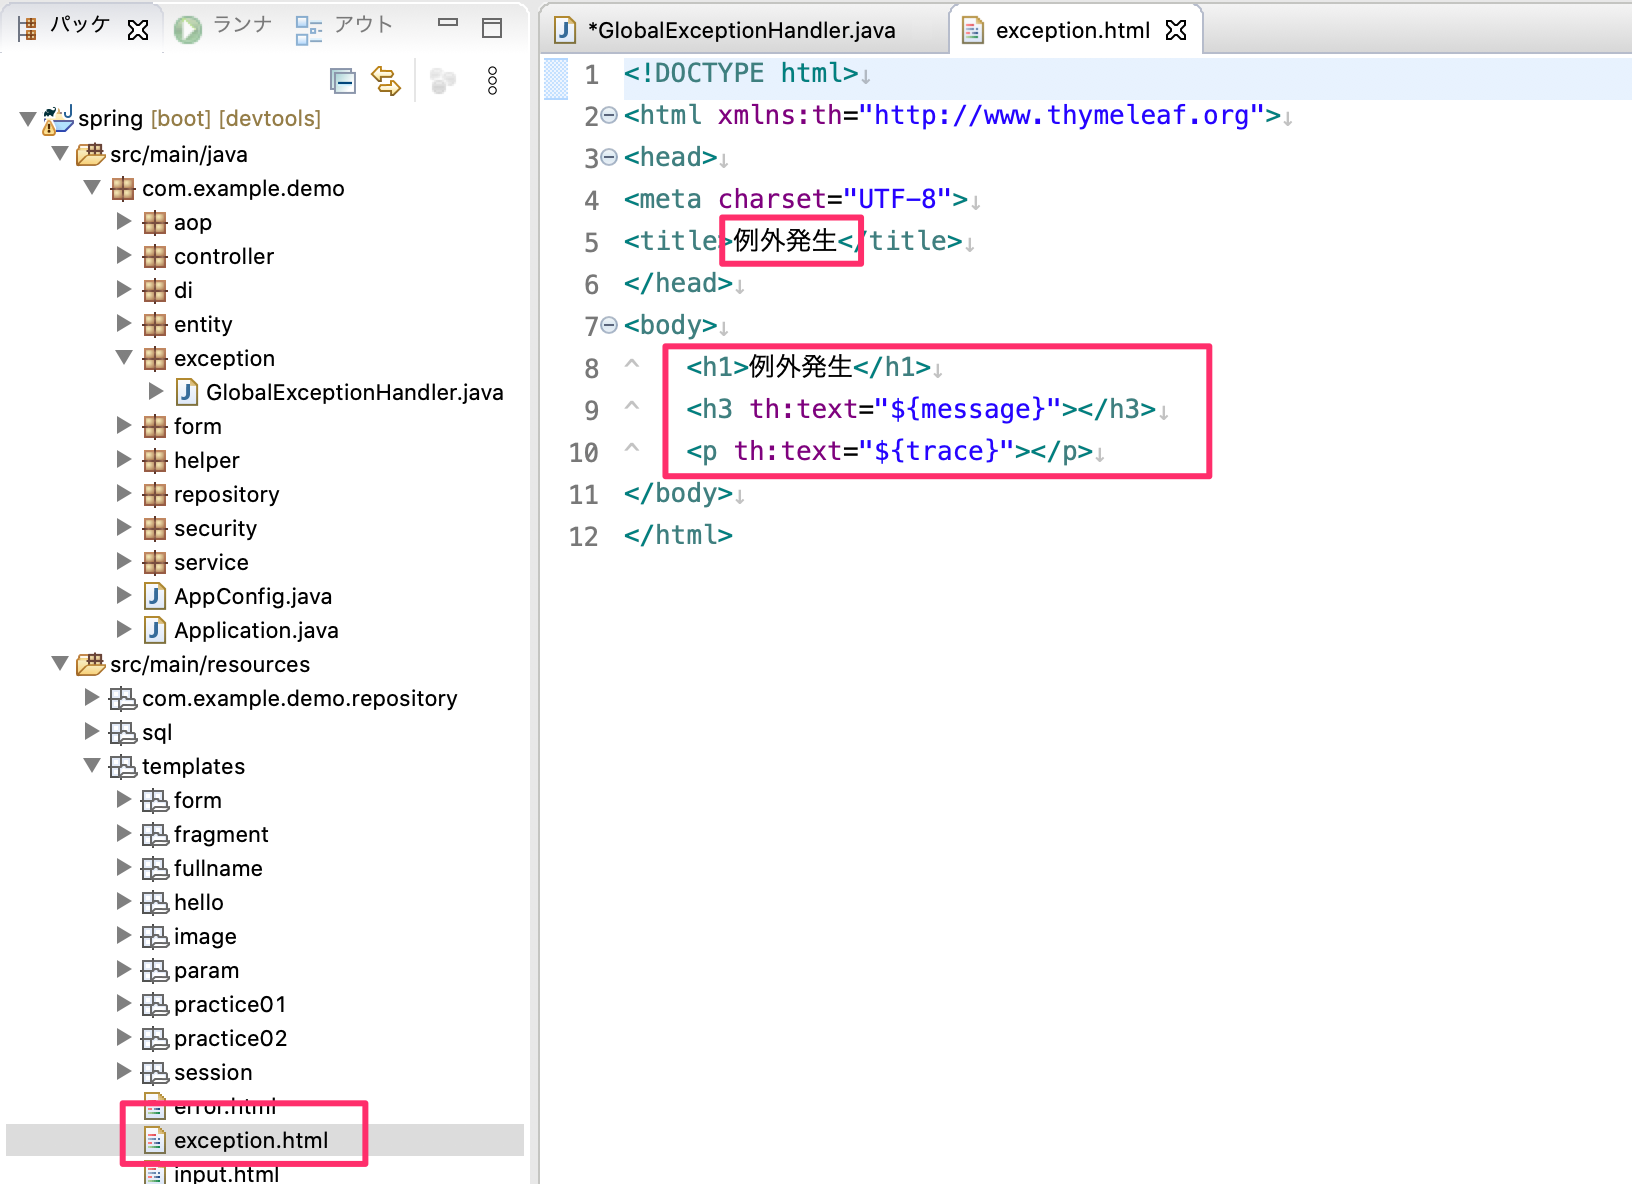 パッケ ランナ アウト
spring [boot] [devtools]
src/main/java
com.example.demo
aop
controller
di
entity
exception
GlobalExceptionHandler.java
form
helper
repository
security
service
AppConfig.java
Application.java
src/main/resources
com.example.demo.repository
sql
templates
form
fragment
fullname
hello
image
param
practice01
practice02
session
error.html
exception.html
input.html
*GlobalExceptionHandler.java exception.html
1 <!DOCTYPE html>↓
2 <html xmlns:th="http://www.thymeleaf.org">↓
3 <head>↓
4 <meta charset="UTF-8">↓
5 <title>例外発生</title>↓
6 </head>↓
7 <body>↓
8 ^ <h1>例外発生</h1>↓
9 ^ <h3 th:text="${message}"></h3>↓
10 ^ <p th:text="${trace}"></p>↓
11 </body>↓
12 </html>